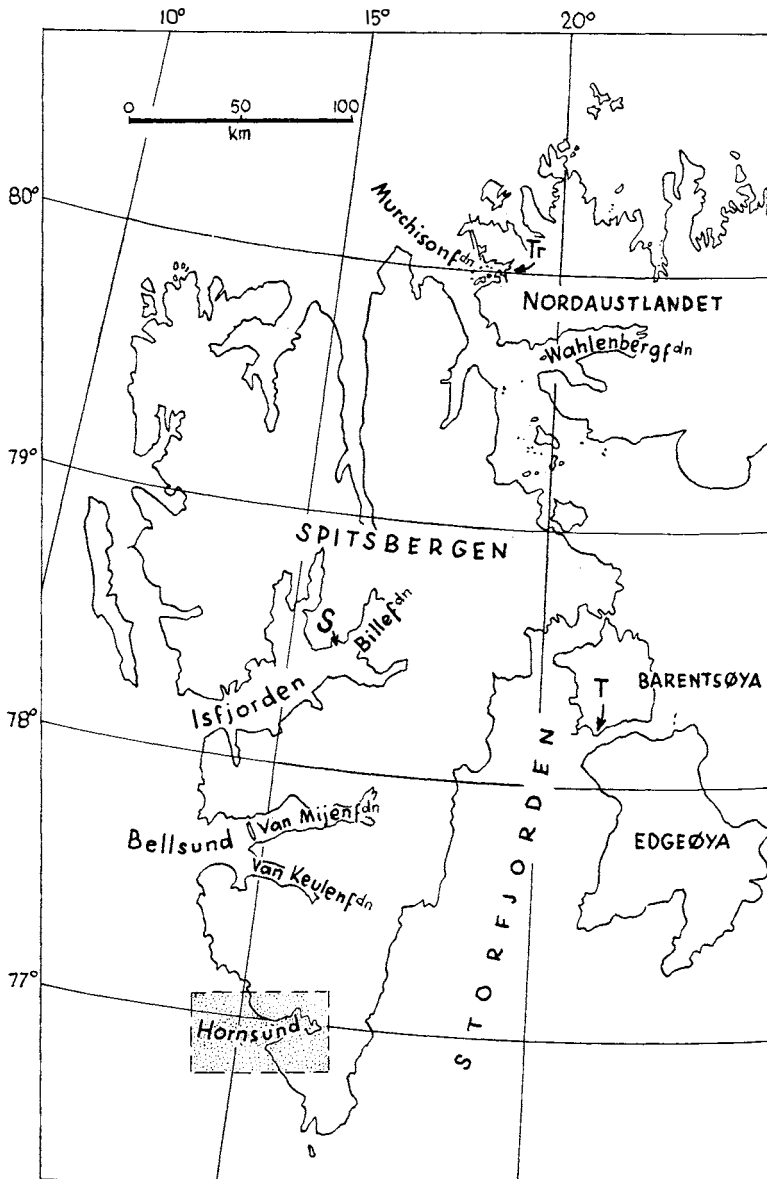 10° 15° 20°
0 50 100
km
80°
Murchisonfdn
Tr
NORDAUSTLANDET
Wahlenbergfdn
79°
SPITSBERGEN
S
Billefdn
BARENTSØYA
T
Isfjorden
78°
Van Mijenfdn
Bellsund
EDGEØYA
Van Keulenfdn
STORFJORDEN
77°
Hornsund